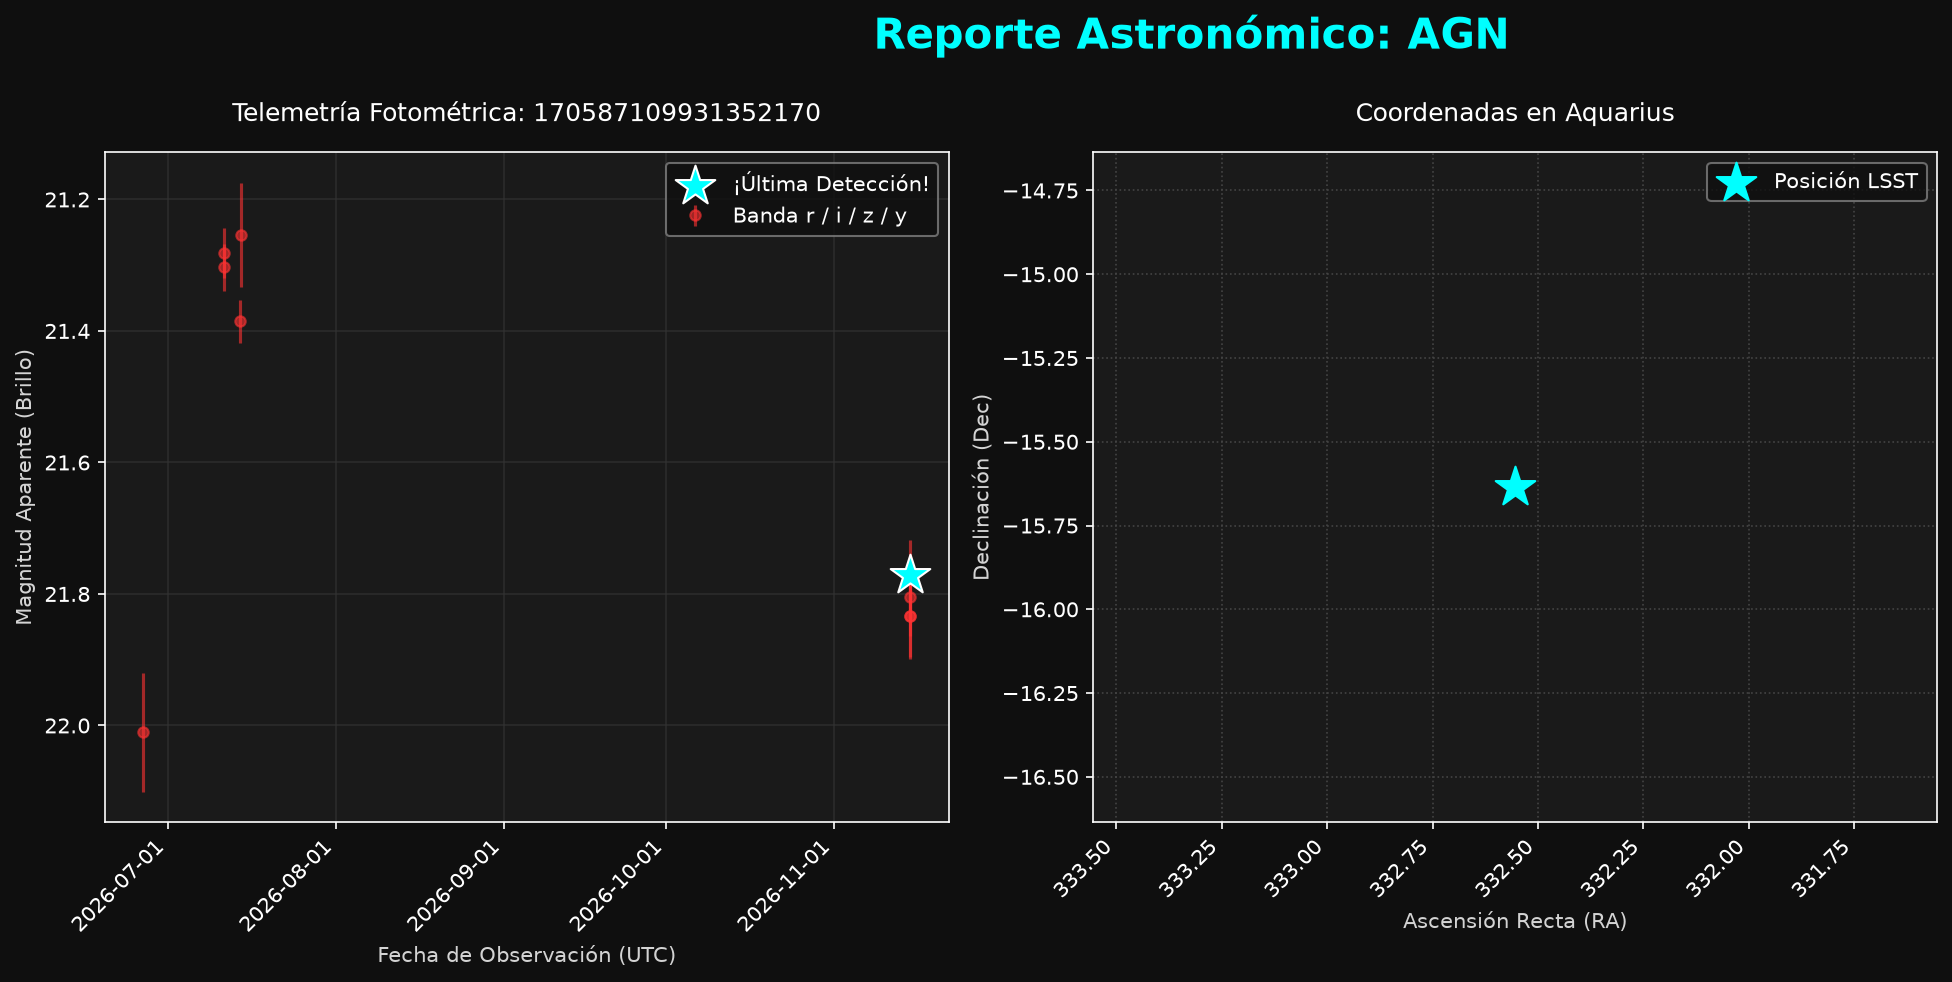 Reporte Astronómico: AGN
Telemetría Fotométrica: 170587109931352170
¡Última Detección!
Banda r / i / z / y
Magnitud Aparente (Brillo)
21.2
21.4
21.6
21.8
22.0
2026-07-01
2026-08-01
2026-09-01
2026-10-01
2026-11-01
Fecha de Observación (UTC)
Coordenadas en Aquarius
Posición LSST
Declinación (Dec)
−14.75
−15.00
−15.25
−15.50
−15.75
−16.00
−16.25
−16.50
333.50
333.25
333.00
332.75
332.50
332.25
332.00
331.75
Ascensión Recta (RA)